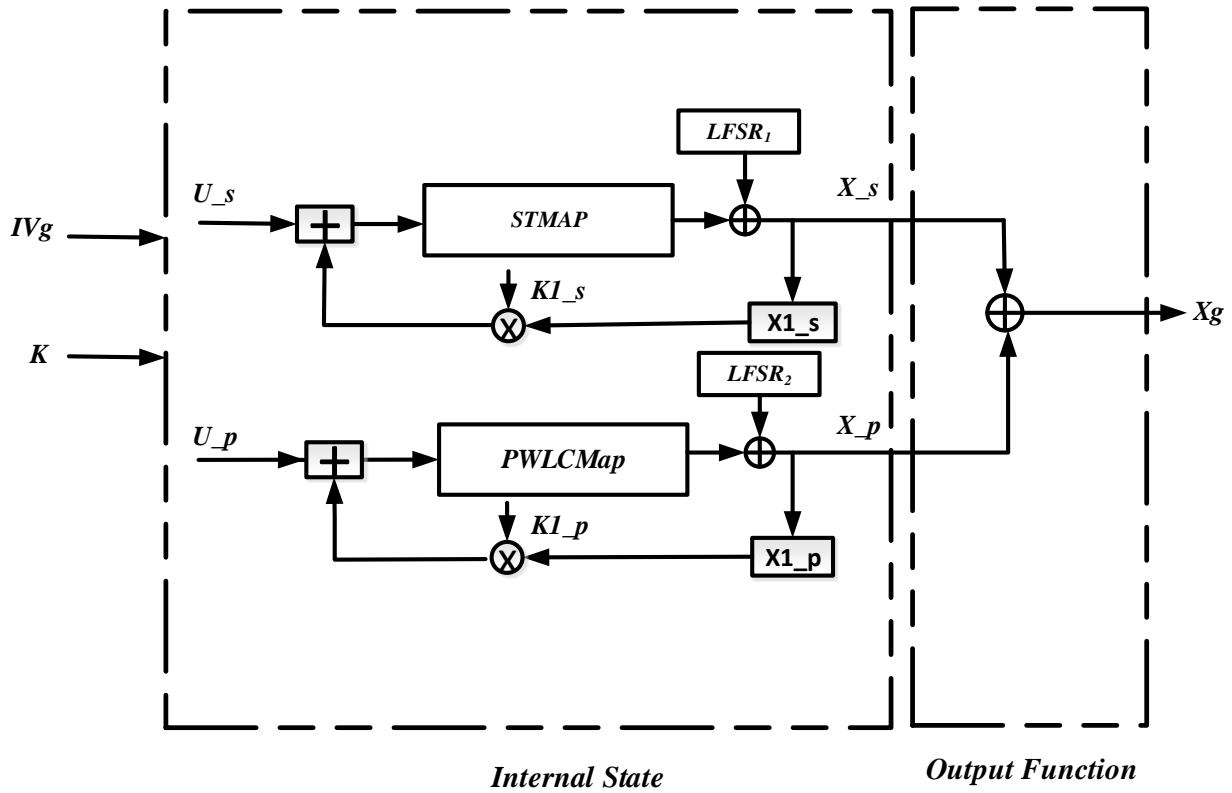 LFSR1
U_s
X_s
IVg
STMAP
K1_s
X1_s
Xg
K
LFSR2
U_p
X_p
PWLCMap
K1_p
X1_p
Internal State
Output Function